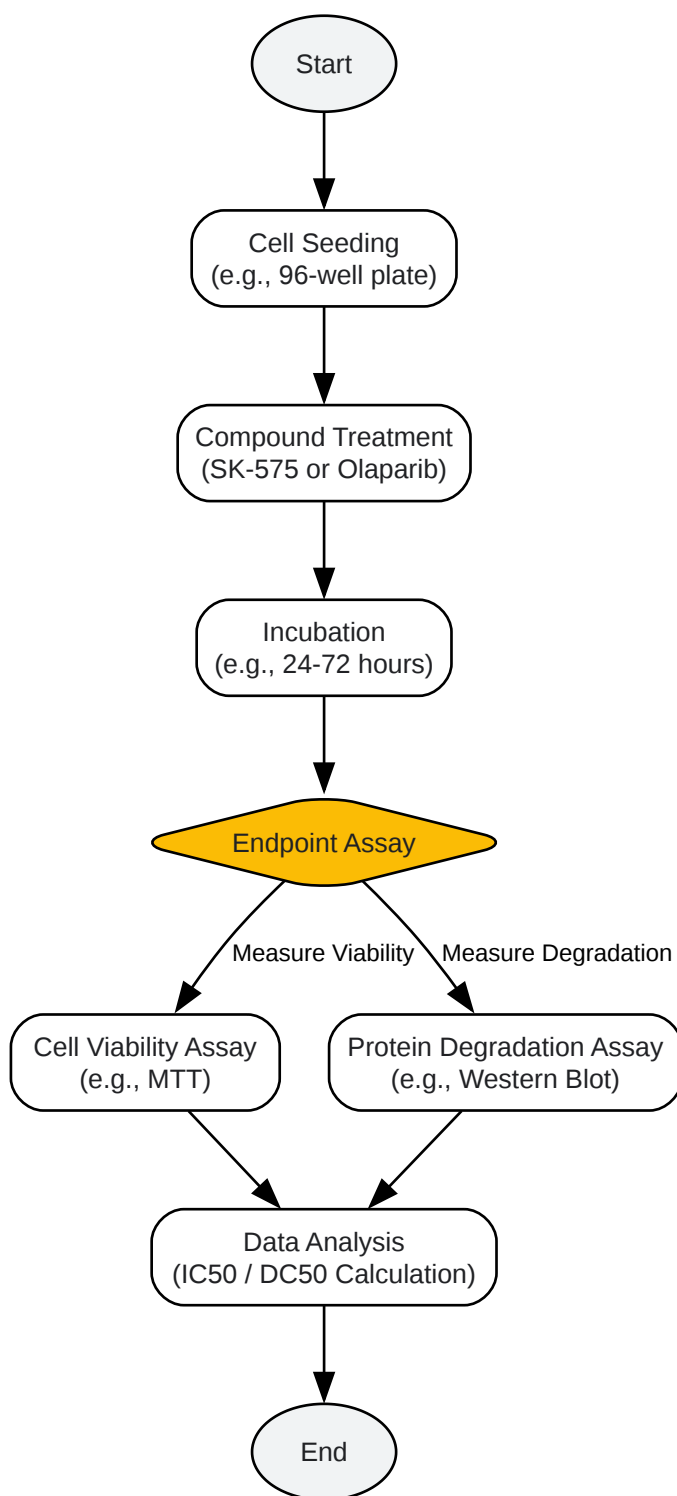 Start
Cell Seeding
(e.g., 96-well plate)
Compound Treatment
(SK-575 or Olaparib)
Incubation
(e.g., 24-72 hours)
Endpoint Assay
Measure Viability
Measure Degradation
Cell Viability Assay
(e.g., MTT)
Protein Degradation Assay
(e.g., Western Blot)
Data Analysis
(IC50 / DC50 Calculation)
End